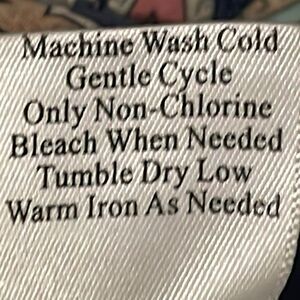 Machine Wash Cold
Gentle Cycle
Only Non-Chlorine
Bleach When Needed
Tumble Dry Low
Warm Iron As Needed